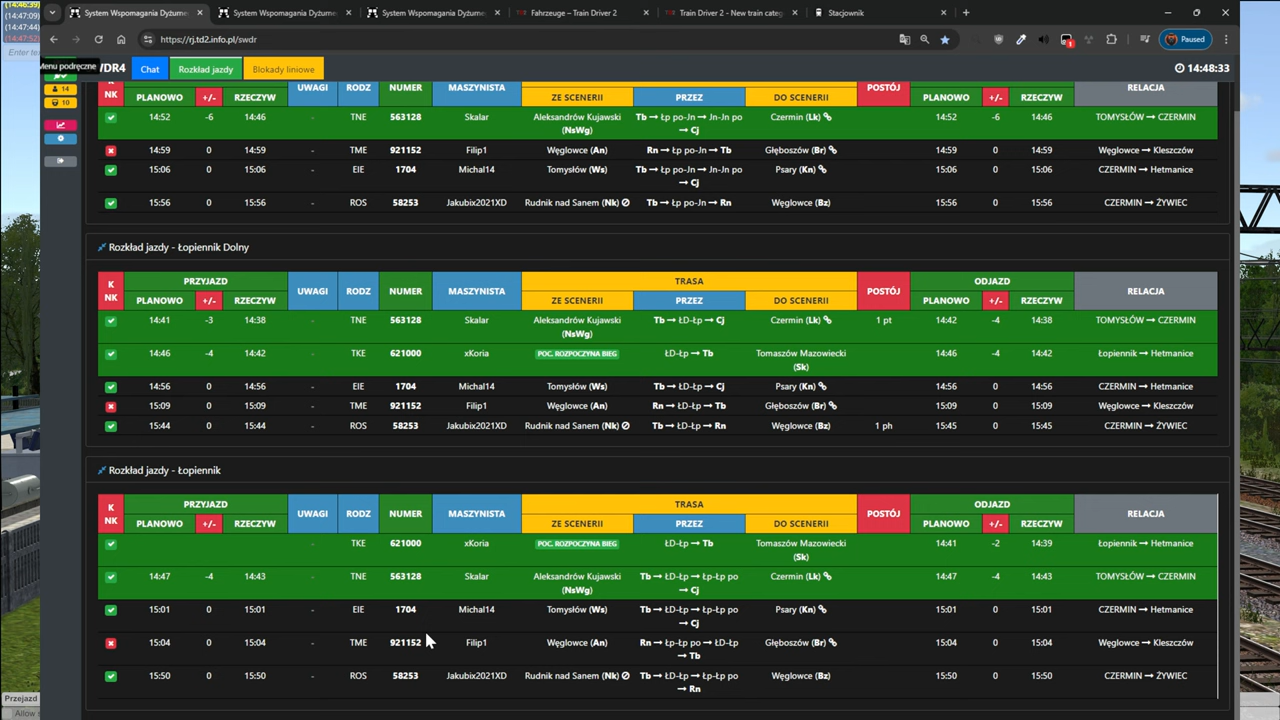 (14:46:39)
(14:47:09)
(14:47:44)
(14:47:52)
System Wspomagania Dyżurne
System Wspomagania Dyżurne
System Wspomagania Dyżurne
Fahrzeuge – Train Driver 2
Train Driver 2 - New train categ
Stacjownik
https://rj.td2.info.pl/swdr
1
Paused
Menu podręczne
WDR4
Chat
Rozkład jazdy
Blokady liniowe
14:48:33
14
10
K NK
PLANOWO +/- RZECZYW UWAGI RODZ NUMER MASZYNISTA ZE SCENERII PRZEZ DO SCENERII POSTÓJ PLANOWO +/- RZECZYW RELACJA
14:52 -6 14:46 - TNE 563128 Skalar Aleksandrów Kujawski Tb → Łp po-Jn → Jn-Jn po Czermin (Lk) 14:52 -6 14:46 TOMYSŁÓW → CZERMIN
(NsWg) → Cj
14:59 0 14:59 - TME 921152 Filip1 Węglowce (An) Rn → Łp po-Jn → Tb Głęboszów (Br) 14:59 0 14:59 Węglowce → Kleszczów
15:06 0 15:06 - EIE 1704 Michal14 Tomysłów (Ws) Tb → Łp po-Jn → Jn-Jn po Psary (Kn) 15:06 0 15:06 CZERMIN → Hetmanice
→ Cj
15:56 0 15:56 - ROS 58253 Jakubix2021XD Rudnik nad Sanem (Nk) Tb → Łp po-Jn → Rn Węglowce (Bz) 15:56 0 15:56 CZERMIN → ŻYWIEC
Rozkład jazdy - Łopiennik Dolny
K NK PRZYJAZD UWAGI RODZ NUMER MASZYNISTA TRASA POSTÓJ ODJAZD RELACJA
PLANOWO +/- RZECZYW ZE SCENERII PRZEZ DO SCENERII PLANOWO +/- RZECZYW
14:41 -3 14:38 - TNE 563128 Skalar Aleksandrów Kujawski Tb → ŁD-Łp → Cj Czermin (Lk) 1 pt 14:42 -4 14:38 TOMYSŁÓW → CZERMIN
(NsWg)
14:46 -4 14:42 - TKE 621000 xKoria POC. ROZPOCZYNA BIEG ŁD-Łp → Tb Tomaszów Mazowiecki 14:46 -4 14:42 Łopiennik → Hetmanice
(Sk)
14:56 0 14:56 - EIE 1704 Michal14 Tomysłów (Ws) Tb → ŁD-Łp → Cj Psary (Kn) 14:56 0 14:56 CZERMIN → Hetmanice
15:09 0 15:09 - TME 921152 Filip1 Węglowce (An) Rn → ŁD-Łp → Tb Głęboszów (Br) 15:09 0 15:09 Węglowce → Kleszczów
15:44 0 15:44 - ROS 58253 Jakubix2021XD Rudnik nad Sanem (Nk) Tb → ŁD-Łp → Rn Węglowce (Bz) 1 ph 15:45 0 15:45 CZERMIN → ŻYWIEC
Rozkład jazdy - Łopiennik
K NK PRZYJAZD UWAGI RODZ NUMER MASZYNISTA TRASA POSTÓJ ODJAZD RELACJA
PLANOWO +/- RZECZYW ZE SCENERII PRZEZ DO SCENERII PLANOWO +/- RZECZYW
- TKE 621000 xKoria POC. ROZPOCZYNA BIEG ŁD-Łp → Tb Tomaszów Mazowiecki 14:41 -2 14:39 Łopiennik → Hetmanice
(Sk)
14:47 -4 14:43 - TNE 563128 Skalar Aleksandrów Kujawski Tb → ŁD-Łp → Łp-Łp po Czermin (Lk) 14:47 -4 14:43 TOMYSŁÓW → CZERMIN
(NsWg) → Cj
15:01 0 15:01 - EIE 1704 Michal14 Tomysłów (Ws) Tb → ŁD-Łp → Łp-Łp po Psary (Kn) 15:01 0 15:01 CZERMIN → Hetmanice
→ Cj
15:04 0 15:04 - TME 921152 Filip1 Węglowce (An) Rn → Łp-Łp po → ŁD-Łp Głęboszów (Br) 15:04 0 15:04 Węglowce → Kleszczów
→ Tb
15:50 0 15:50 - ROS 58253 Jakubix2021XD Rudnik nad Sanem (Nk) Tb → ŁD-Łp → Łp-Łp po Węglowce (Bz) 15:50 0 15:50 CZERMIN → ŻYWIEC
→ Rn
Przejazd
Allow